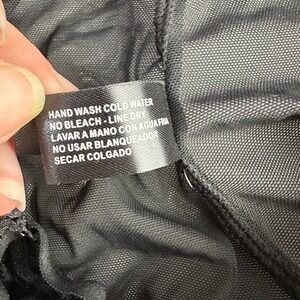 HAND WASH COLD WATER
NO BLEACH - LINE DRY
LAVAR A MANO CON AGUA FRIA
NO USAR BLANQUEADOR
SECAR COLGADO